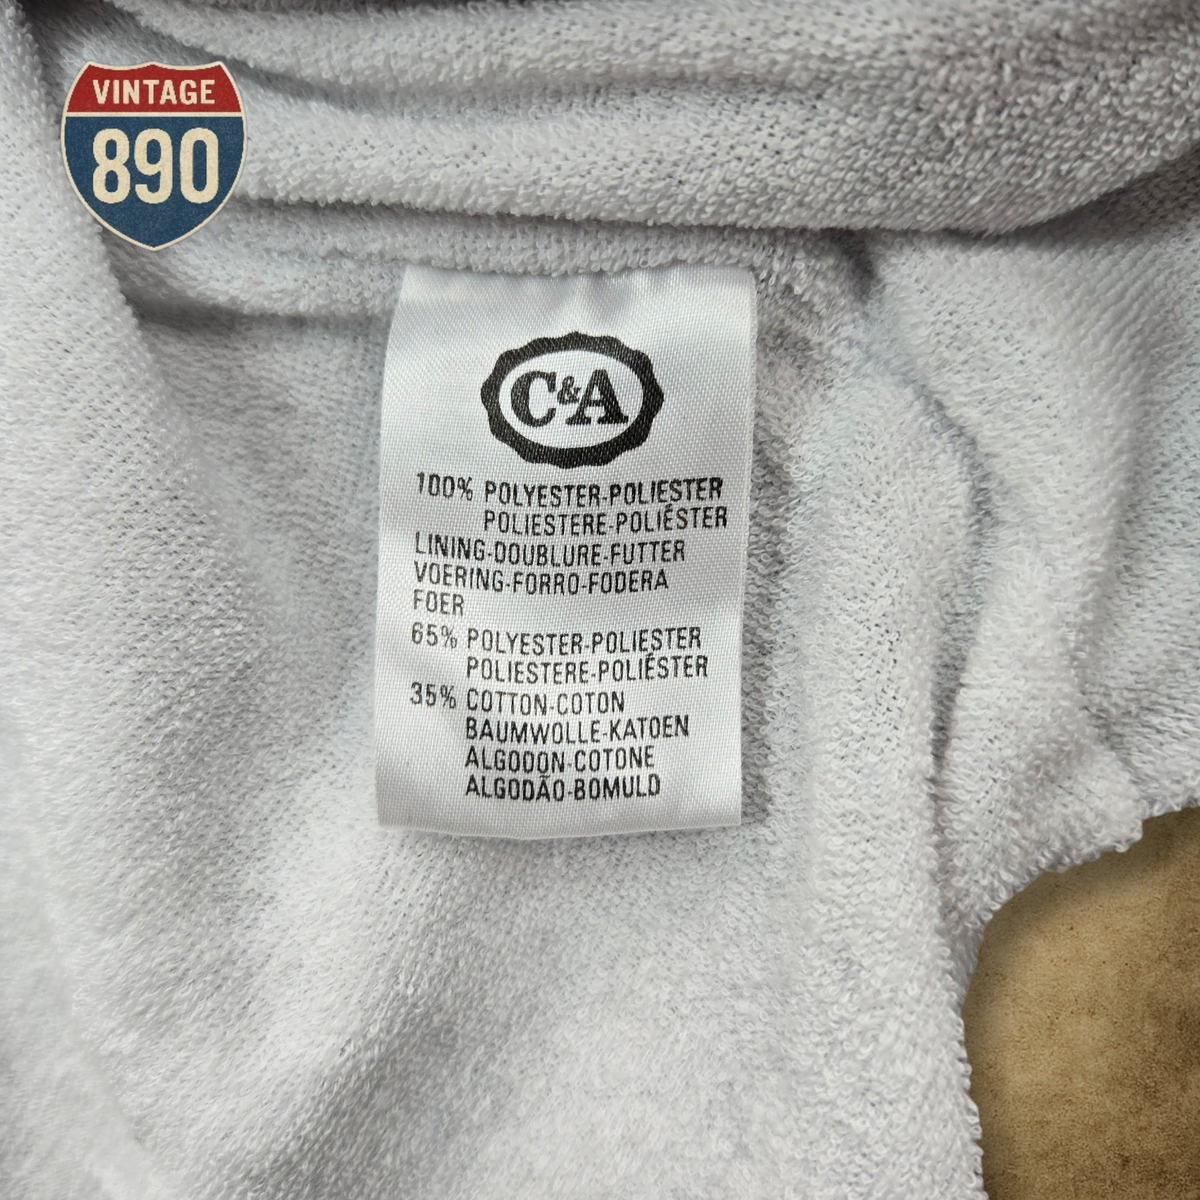 VINTAGE
890
C&A
100% POLYESTER-POLIESTER
POLIESTERE-POLIÉSTER
LINING-DOUBLURE-FUTTER
VOERING-FORRO-FODERA
FOER
65% POLYESTER-POLIESTER
POLIESTERE-POLIÉSTER
35% COTTON-COTON
BAUMWOLLE-KATOEN
ALGODON-COTONE
ALGODÃO-BOMULD